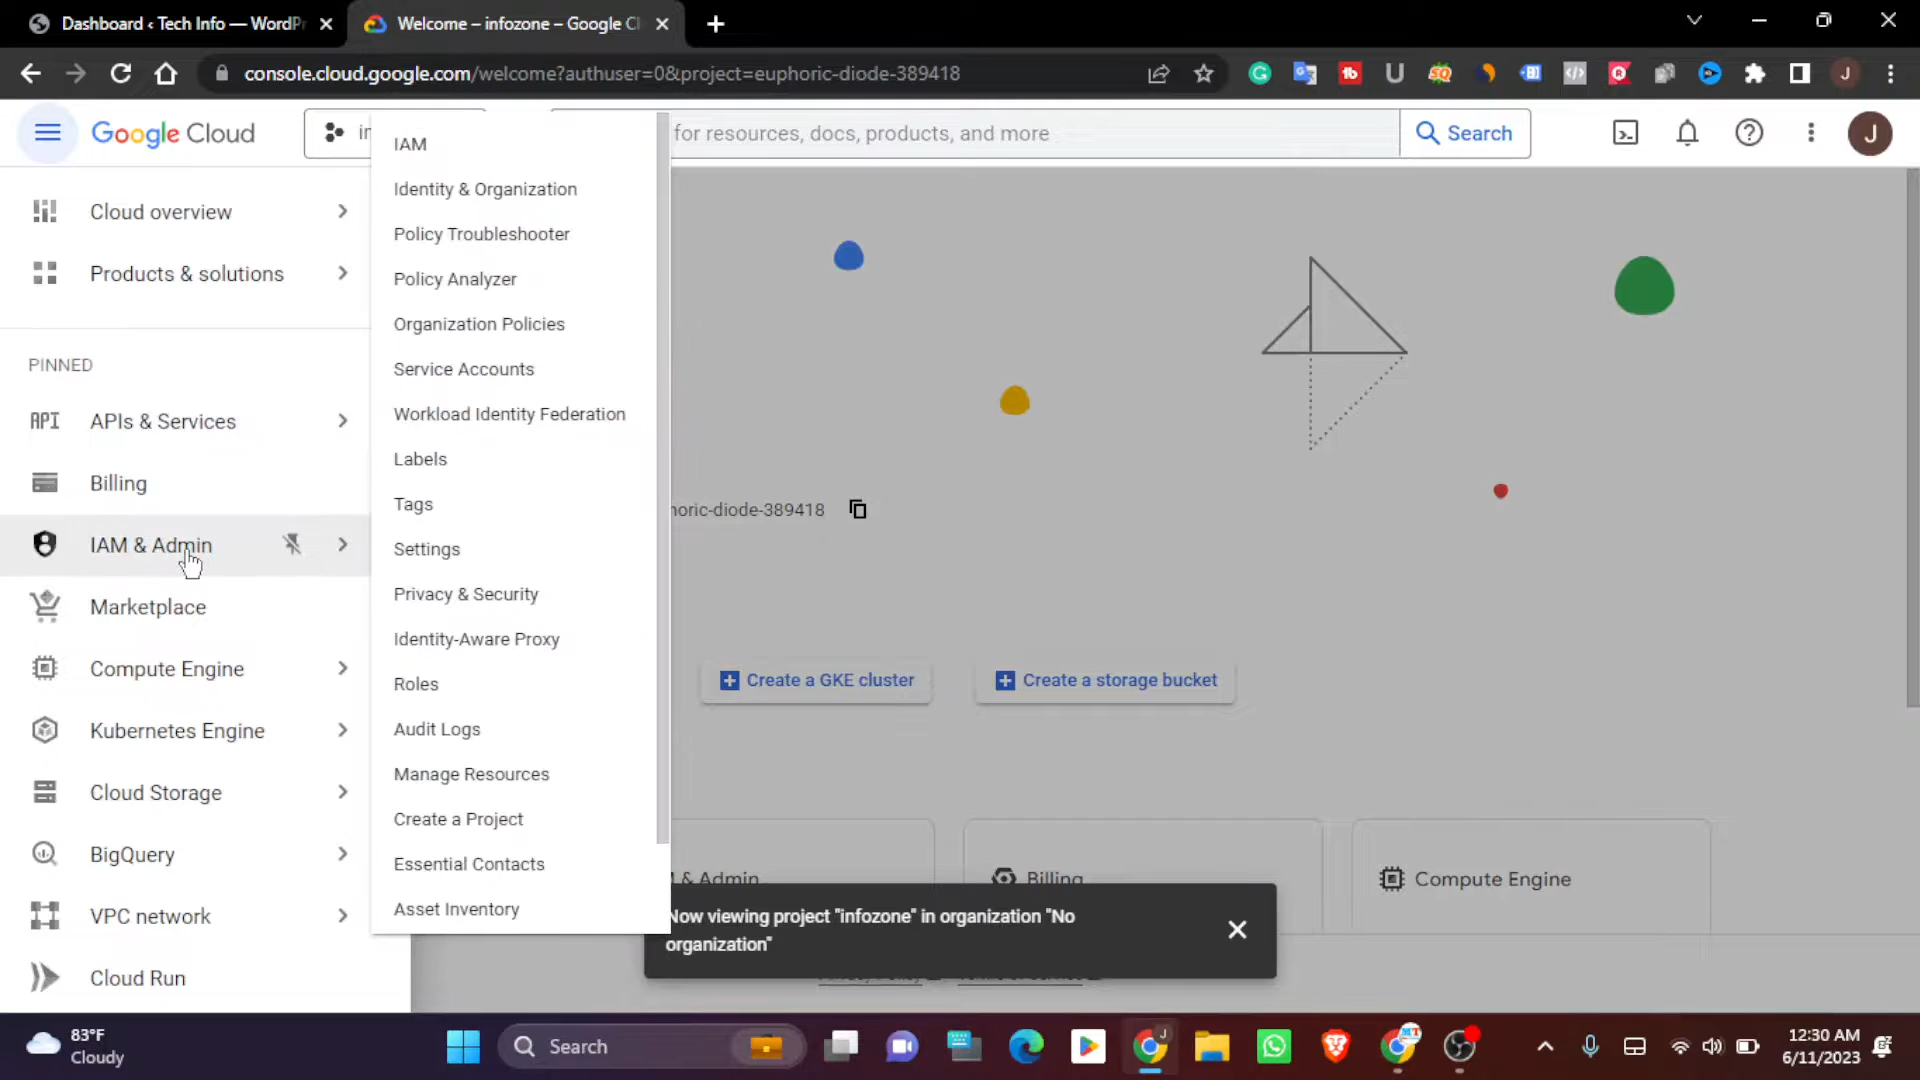 Dashboard ‹ Tech Info — WordPr
Welcome – infozone – Google Cl
console.cloud.google.com/welcome?authuser=0&project=euphoric-diode-389418
Google Cloud
in
for resources, docs, products, and more
Search
J
Cloud overview
Products & solutions
PINNED
API APIs & Services
Billing
IAM & Admin
Marketplace
Compute Engine
Kubernetes Engine
Cloud Storage
BigQuery
VPC network
Cloud Run
IAM
Identity & Organization
Policy Troubleshooter
Policy Analyzer
Organization Policies
Service Accounts
Workload Identity Federation
Labels
Tags
Settings
Privacy & Security
Identity-Aware Proxy
Roles
Audit Logs
Manage Resources
Create a Project
Essential Contacts
Asset Inventory
horic-diode-389418
Create a GKE cluster
Create a storage bucket
& Admin
Billing
Compute Engine
Now viewing project "infozone" in organization "No
organization"
83°F
Cloudy
Search
12:30 AM
6/11/2023